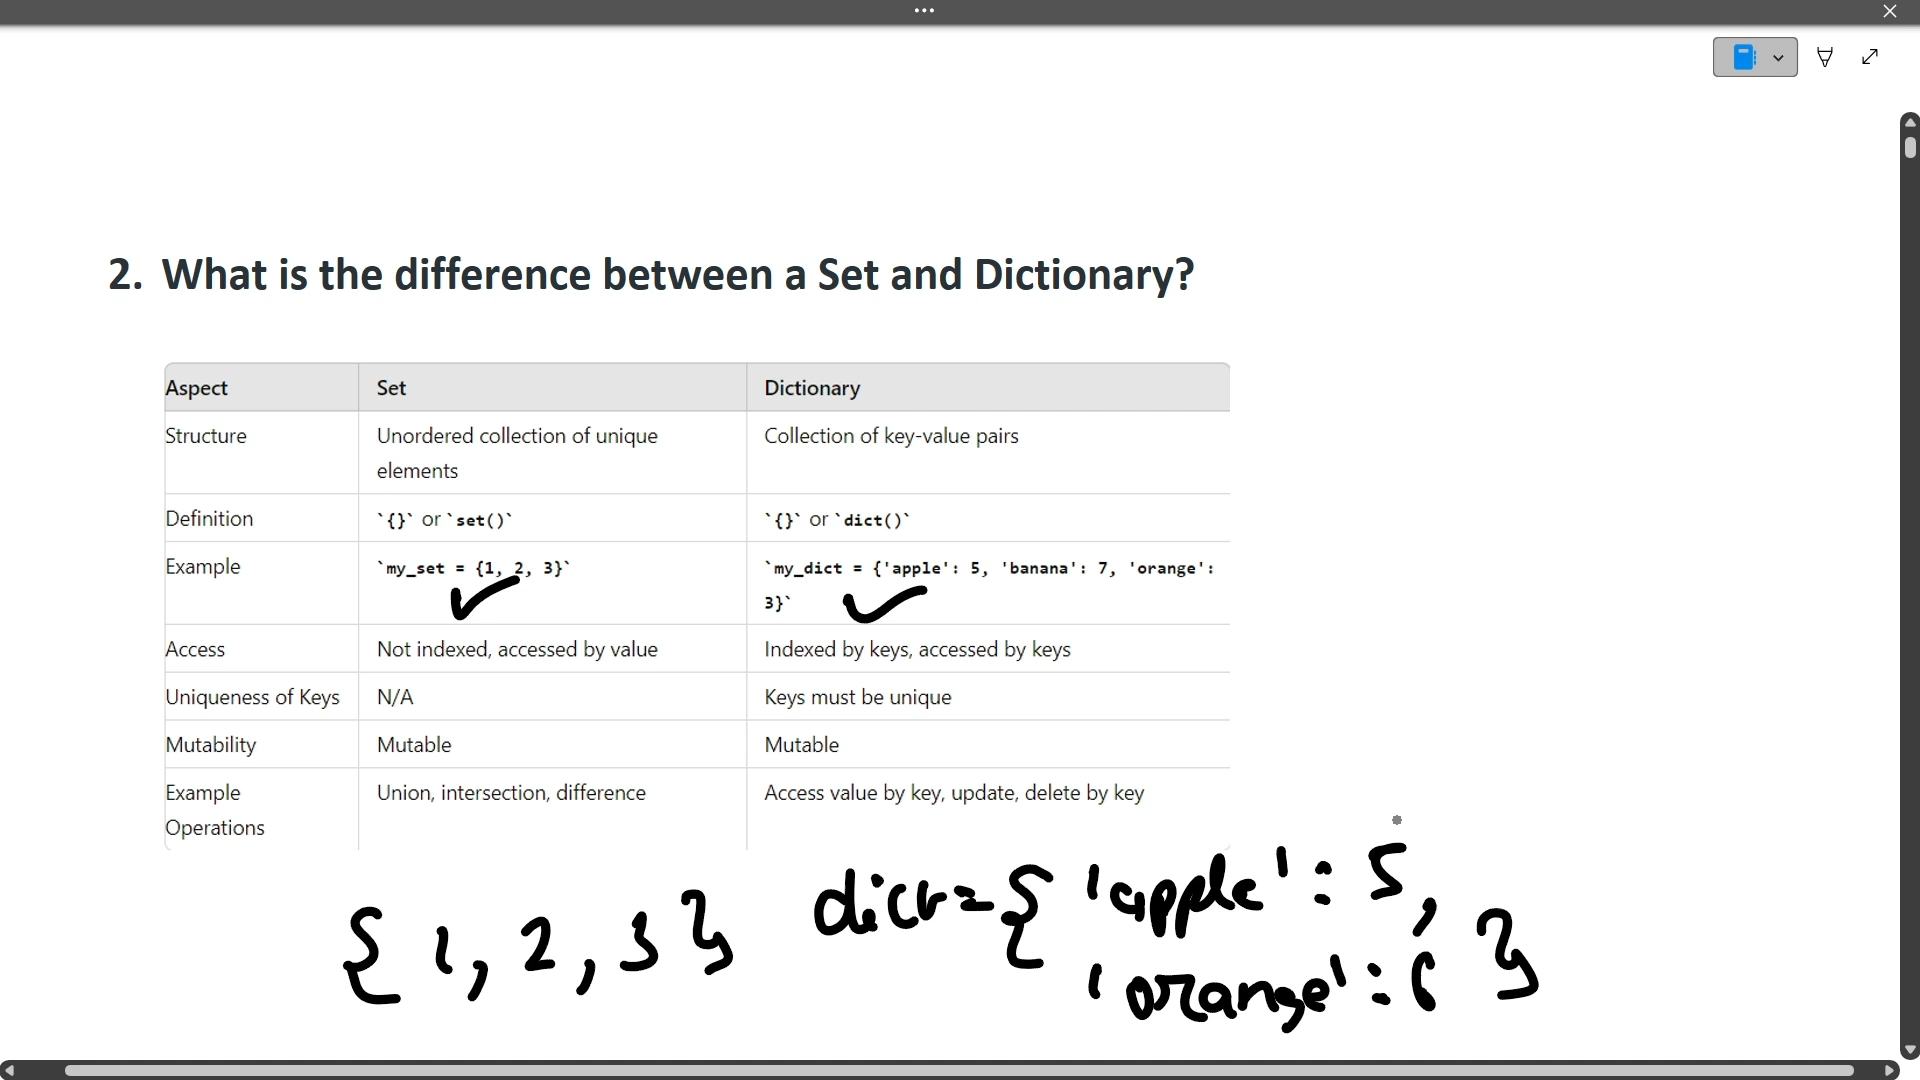 2. What is the difference between a Set and Dictionary?
Aspect Set Dictionary
Structure Unordered collection of unique elements Collection of key-value pairs
Definition `{}` or `set()` `{}` or `dict()`
Example `my_set = {1, 2, 3}` `my_dict = {'apple': 5, 'banana': 7, 'orange': 3}`
Access Not indexed, accessed by value Indexed by keys, accessed by keys
Uniqueness of Keys N/A Keys must be unique
Mutability Mutable Mutable
Example Operations Union, intersection, difference Access value by key, update, delete by key
{ 1, 2, 3 } dict = { 'apple' : 5,
'orange' : 6 }